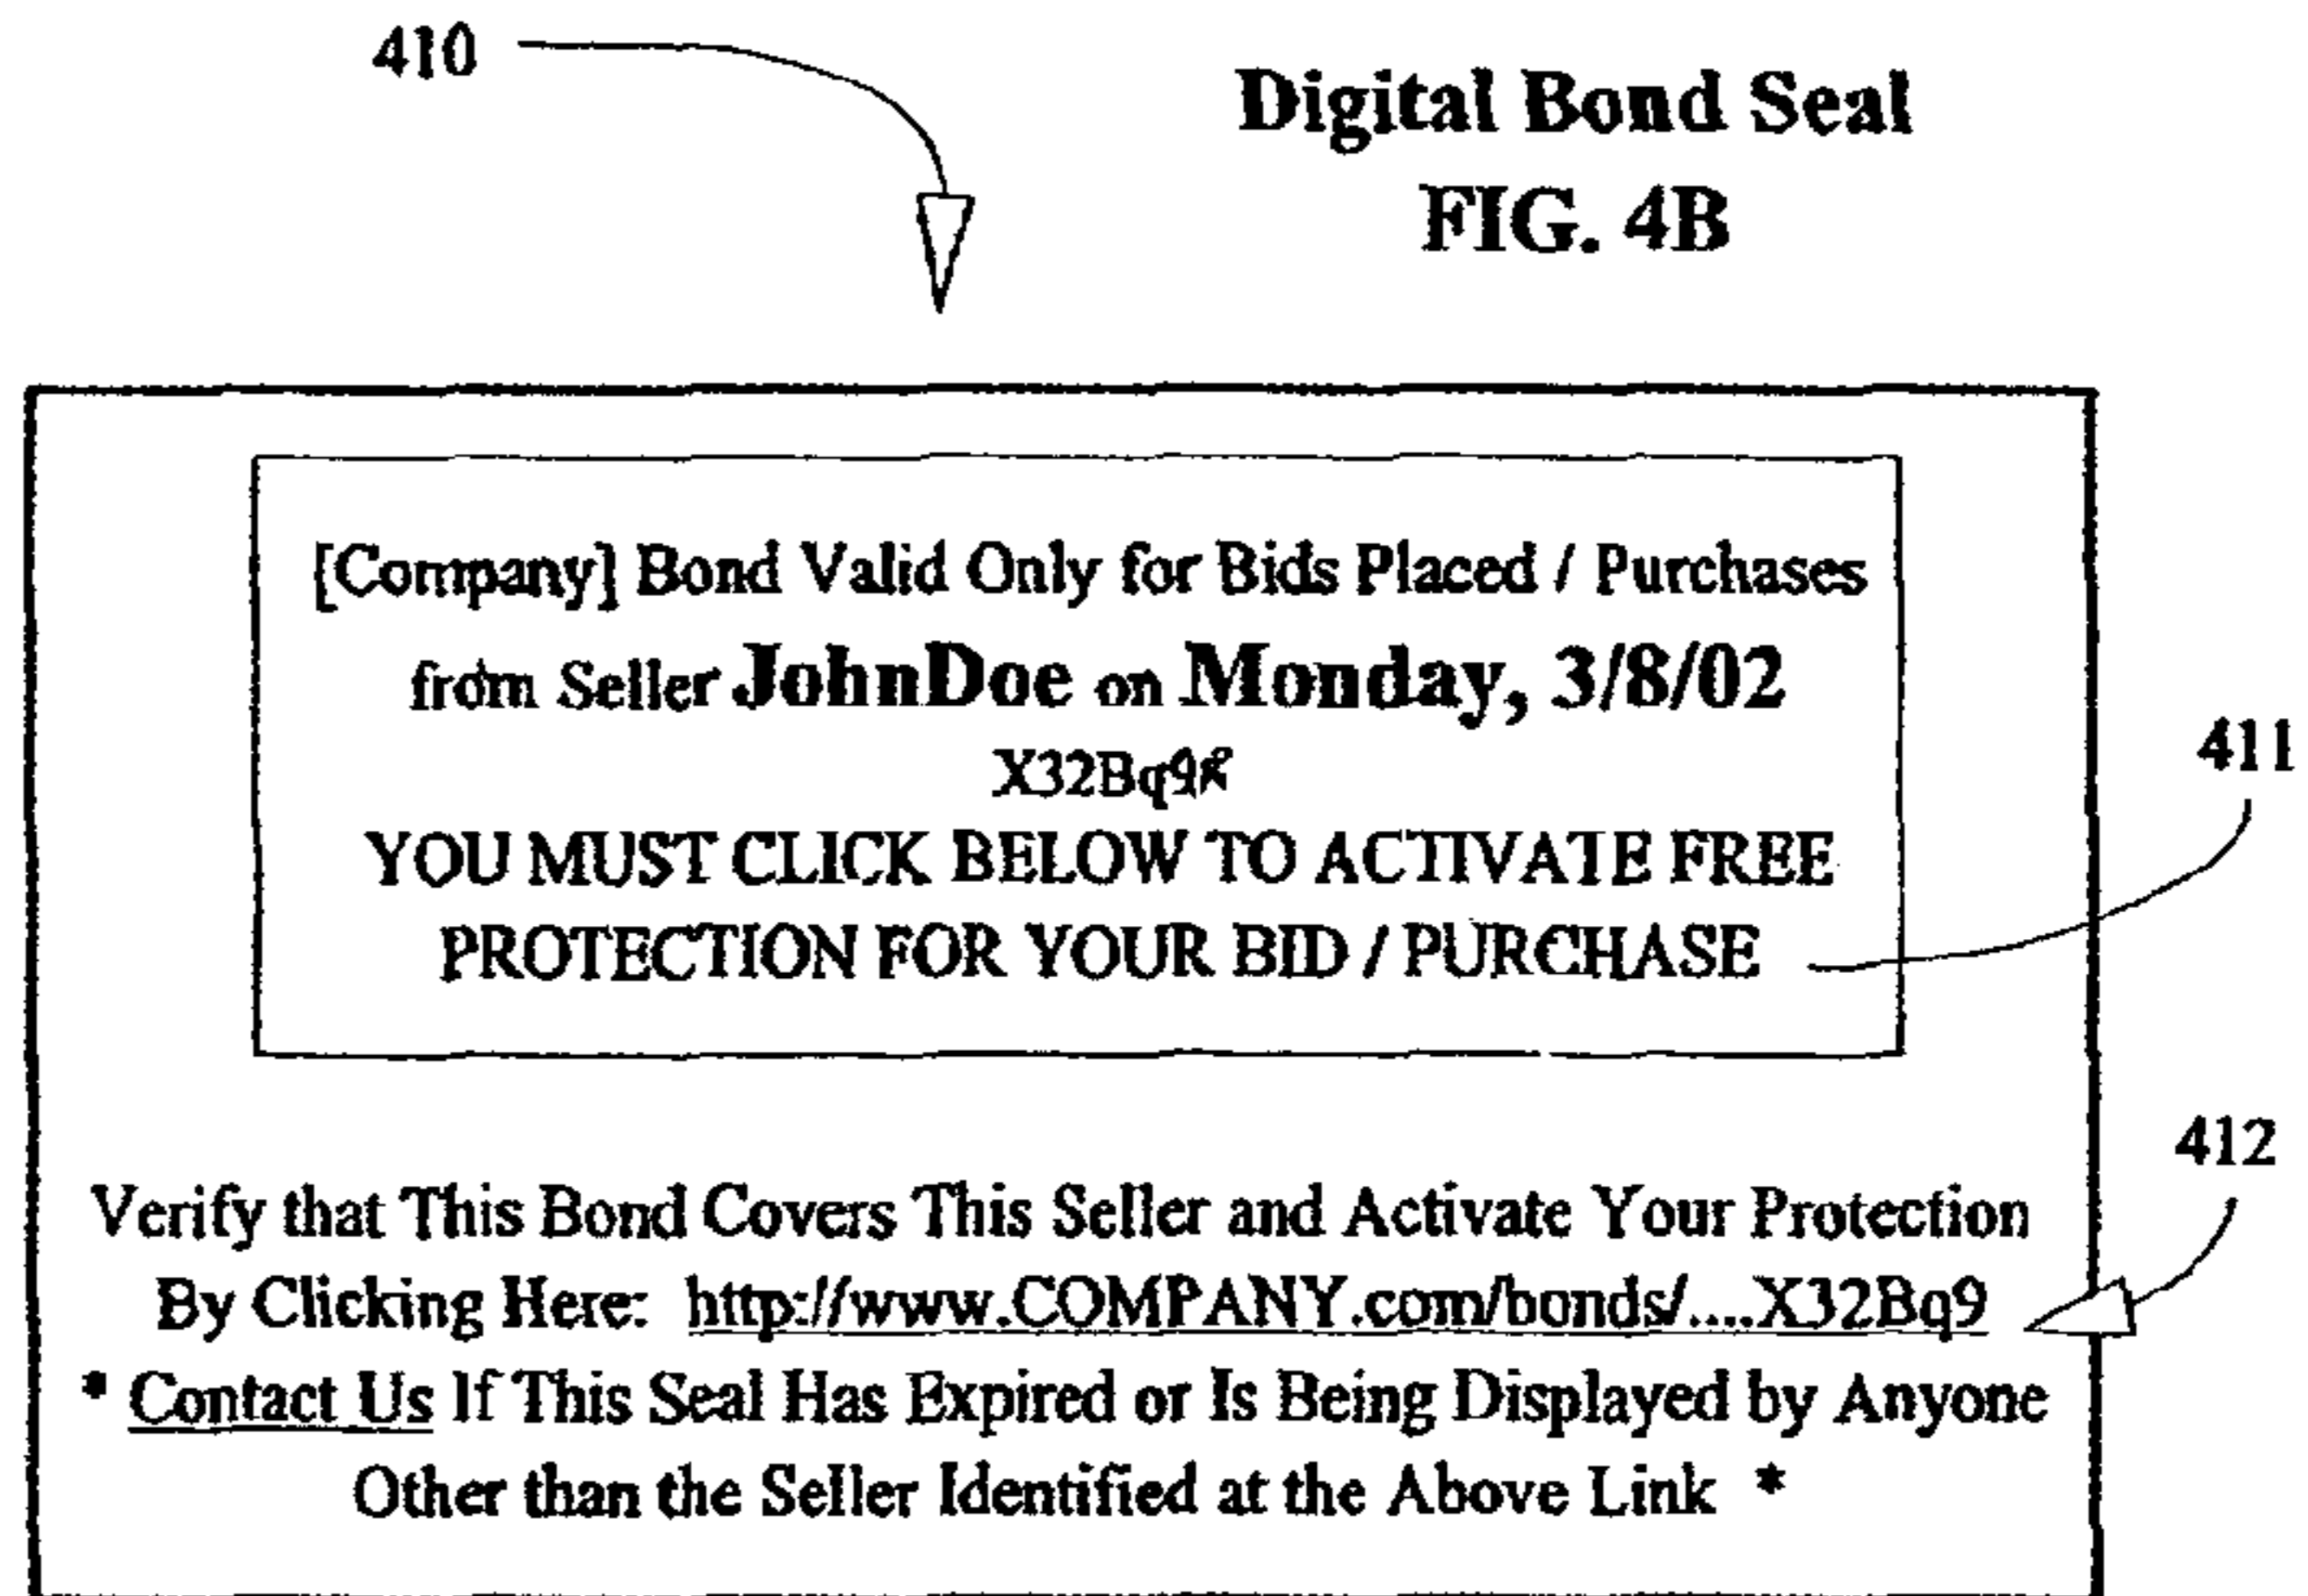 410
Digital Bond Seal
FIG. 4B
[Company] Bond Valid Only for Bids Placed / Purchases
from Seller JohnDoe on Monday, 3/8/02
X32Bq9
YOU MUST CLICK BELOW TO ACTIVATE FREE
PROTECTION FOR YOUR BID / PURCHASE
411
412
Verify that This Bond Covers This Seller and Activate Your Protection
By Clicking Here: http://www.COMPANY.com/bonds/....X32Bq9
* Contact Us If This Seal Has Expired or Is Being Displayed by Anyone
Other than the Seller Identified at the Above Link *